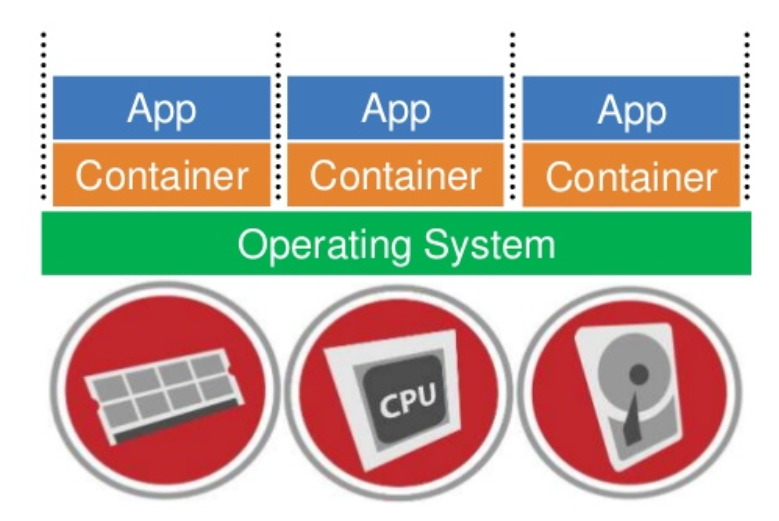 App App App
Container Container Container
Operating System
CPU